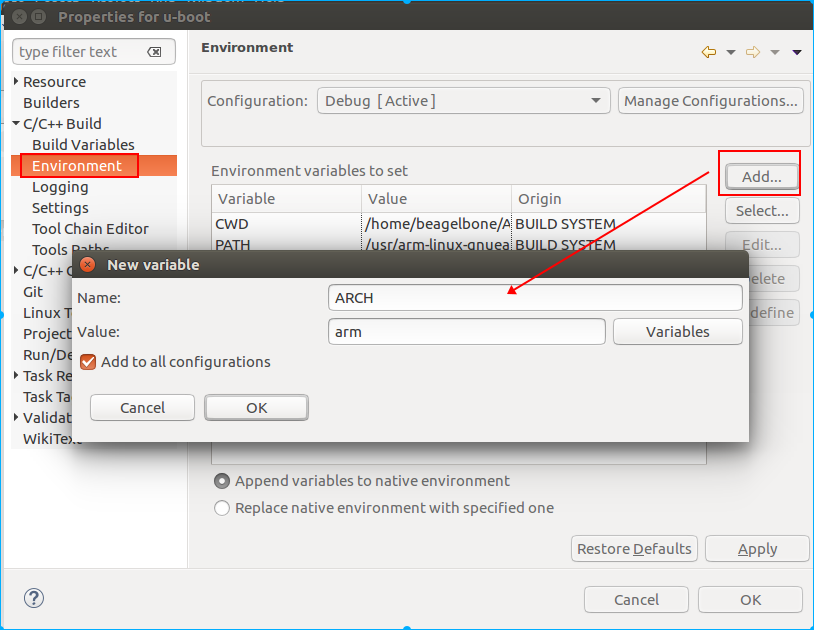 Properties for u-boot
type filter text
Environment
Resource
Builders
C/C++ Build
Build Variables
Environment
Logging
Settings
Tool Chain Editor
Tools Paths
C/C++
Git
Linux
Project
Run/De
Task Re
Task Ta
Validat
WikiText
Configuration: Debug [ Active ] Manage Configurations...
Environment variables to set
Variable Value Origin
CWD /home/beagelbone/A BUILD SYSTEM
PATH /usr/arm-linux-gnuea BUILD SYSTEM
Add...
Select...
Edit...
elete
define
New variable
Name: ARCH
Value: arm Variables
Add to all configurations
Cancel OK
Append variables to native environment
Replace native environment with specified one
Restore Defaults Apply
Cancel OK